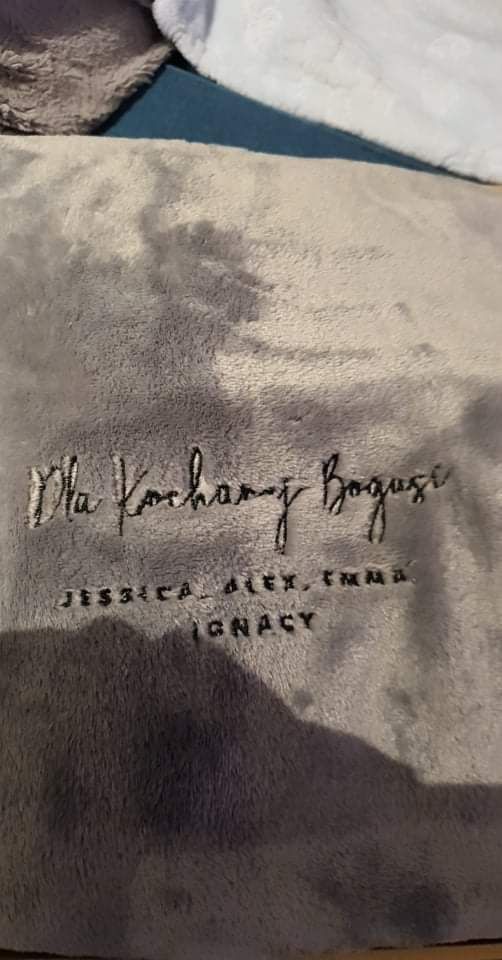 Dla Kochanej Bogusi
JESSICA, ALEX, EMMA
IGNACY